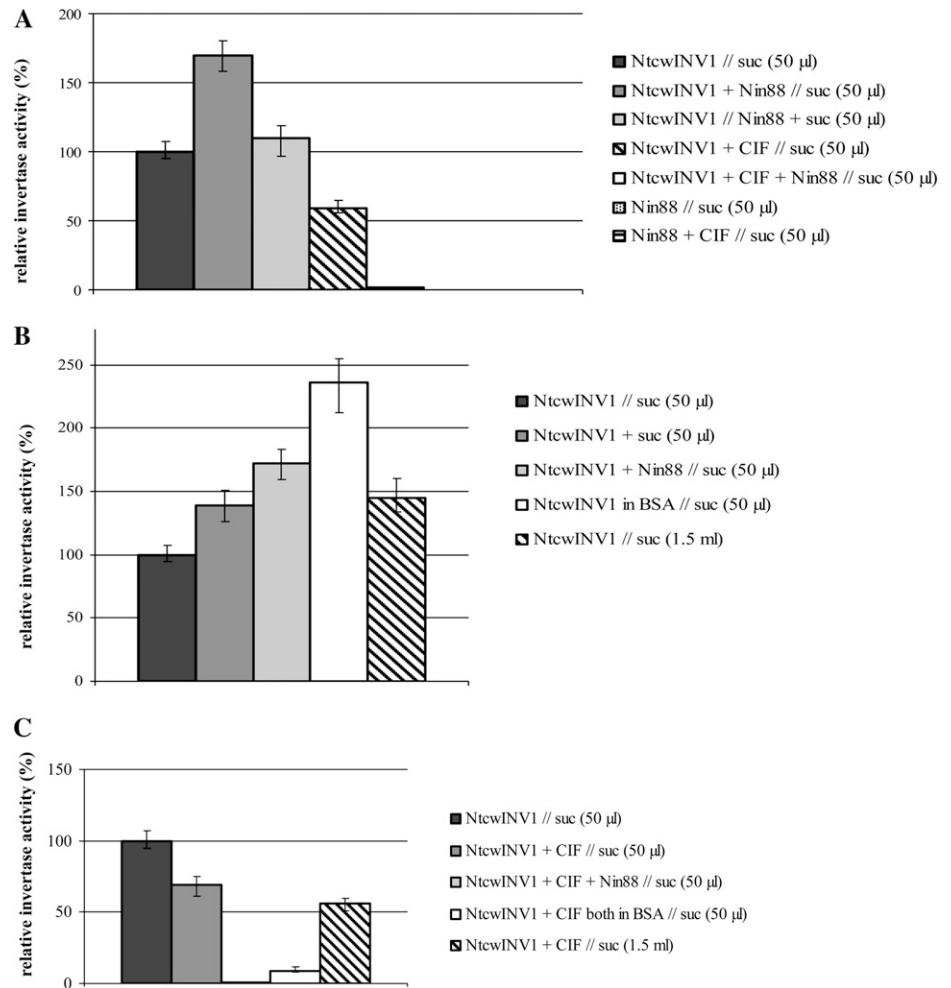 A
relative invertase activity (%)
200
150
100
50
0
NtcwINV1 // suc (50 µl)
NtcwINV1 + Nin88 // suc (50 µl)
NtcwINV1 // Nin88 + suc (50 µl)
NtcwINV1 + CIF // suc (50 µl)
NtcwINV1 + CIF + Nin88 // suc (50 µl)
Nin88 // suc (50 µl)
Nin88 + CIF // suc (50 µl)
B
relative invertase activity (%)
250
200
150
100
50
0
NtcwINV1 // suc (50 µl)
NtcwINV1 + suc (50 µl)
NtcwINV1 + Nin88 // suc (50 µl)
NtcwINV1 in BSA // suc (50 µl)
NtcwINV1 // suc (1.5 ml)
C
relative invertase activity (%)
150
100
50
0
NtcwINV1 // suc (50 µl)
NtcwINV1 + CIF // suc (50 µl)
NtcwINV1 + CIF + Nin88 // suc (50 µl)
NtcwINV1 + CIF both in BSA // suc (50 µl)
NtcwINV1 + CIF // suc (1.5 ml)